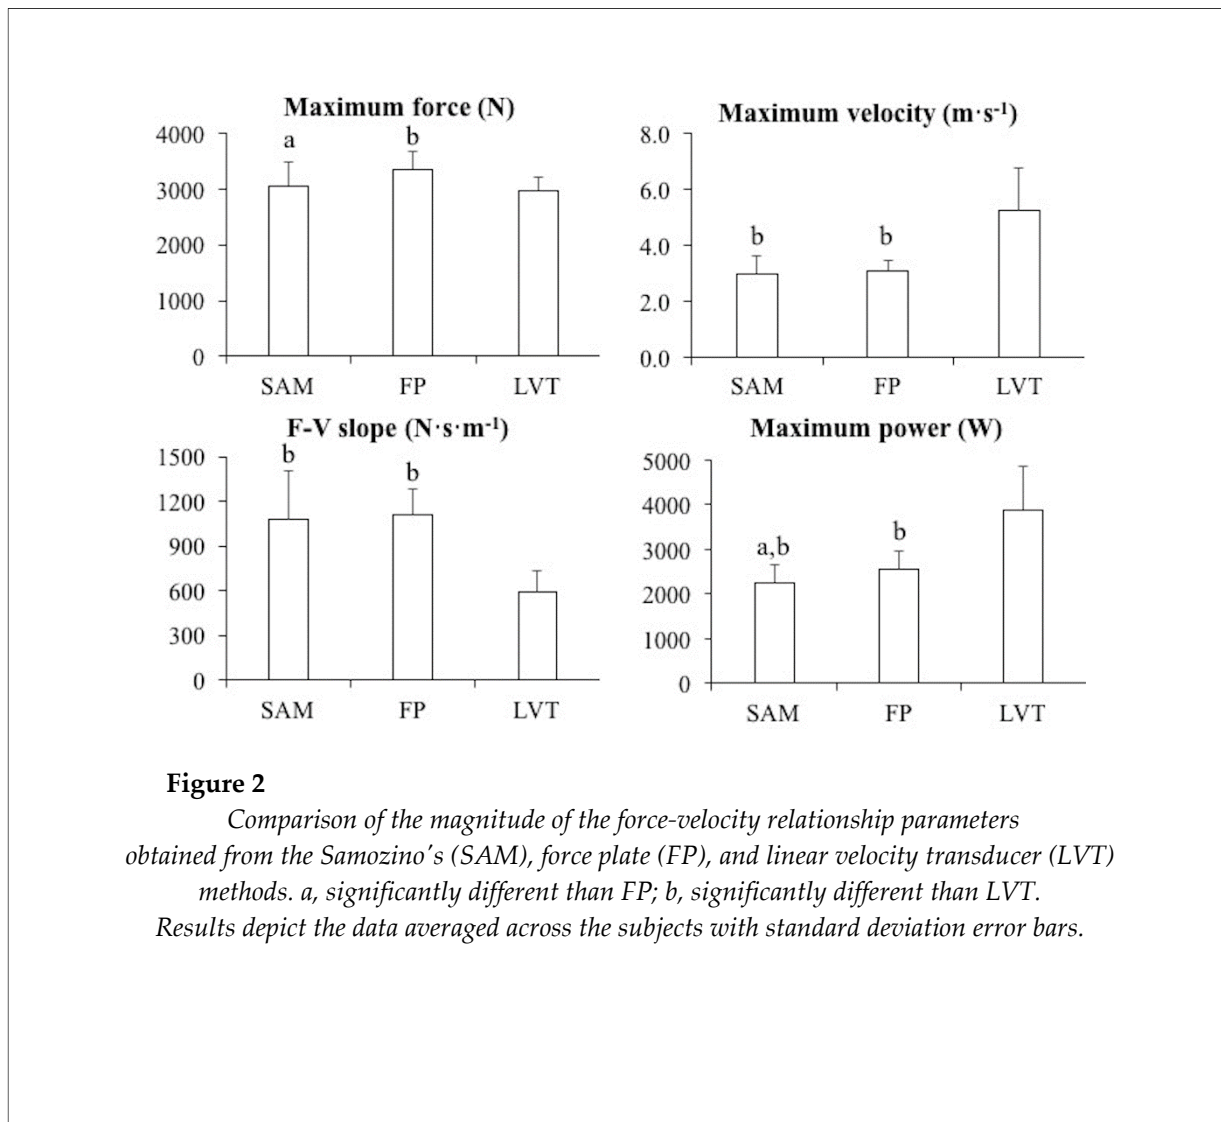 Maximum force (N)
4000
3000
2000
1000
0
a
b
SAM
FP
LVT
Maximum velocity (m·s-1)
8.0
6.0
4.0
2.0
0.0
b
b
SAM
FP
LVT
F-V slope (N·s·m-1)
1500
1200
900
600
300
0
b
b
SAM
FP
LVT
Maximum power (W)
5000
4000
3000
2000
1000
0
a,b
b
SAM
FP
LVT
Figure 2
Comparison of the magnitude of the force-velocity relationship parameters
obtained from the Samozino's (SAM), force plate (FP), and linear velocity transducer (LVT)
methods. a, significantly different than FP; b, significantly different than LVT.
Results depict the data averaged across the subjects with standard deviation error bars.